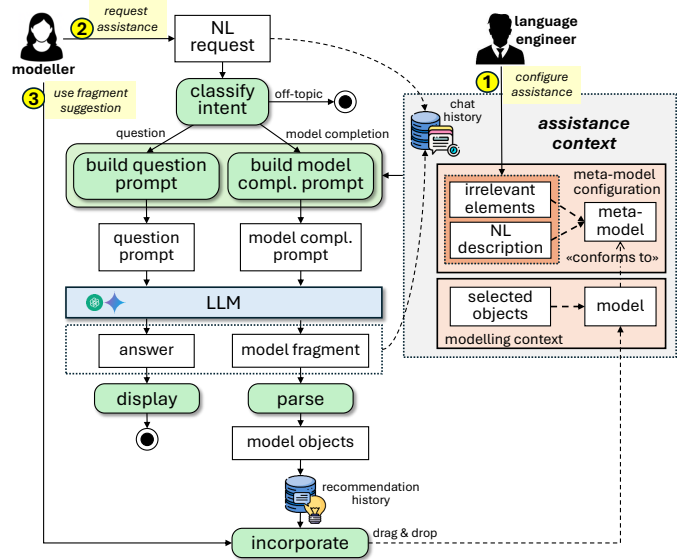 modeller
2
request
assistance
NL
request
language
engineer
1
configure
assistance
3
use fragment
suggestion
classify
intent
off-topic
chat
history
assistance
context
question
model completion
build question
prompt
build model
compl. prompt
meta-model
configuration
irrelevant
elements
NL
description
meta-
model
«conforms to»
question
prompt
model compl.
prompt
LLM
selected
objects
model
modelling context
answer
model fragment
display
parse
model objects
recommendation
history
incorporate
drag & drop